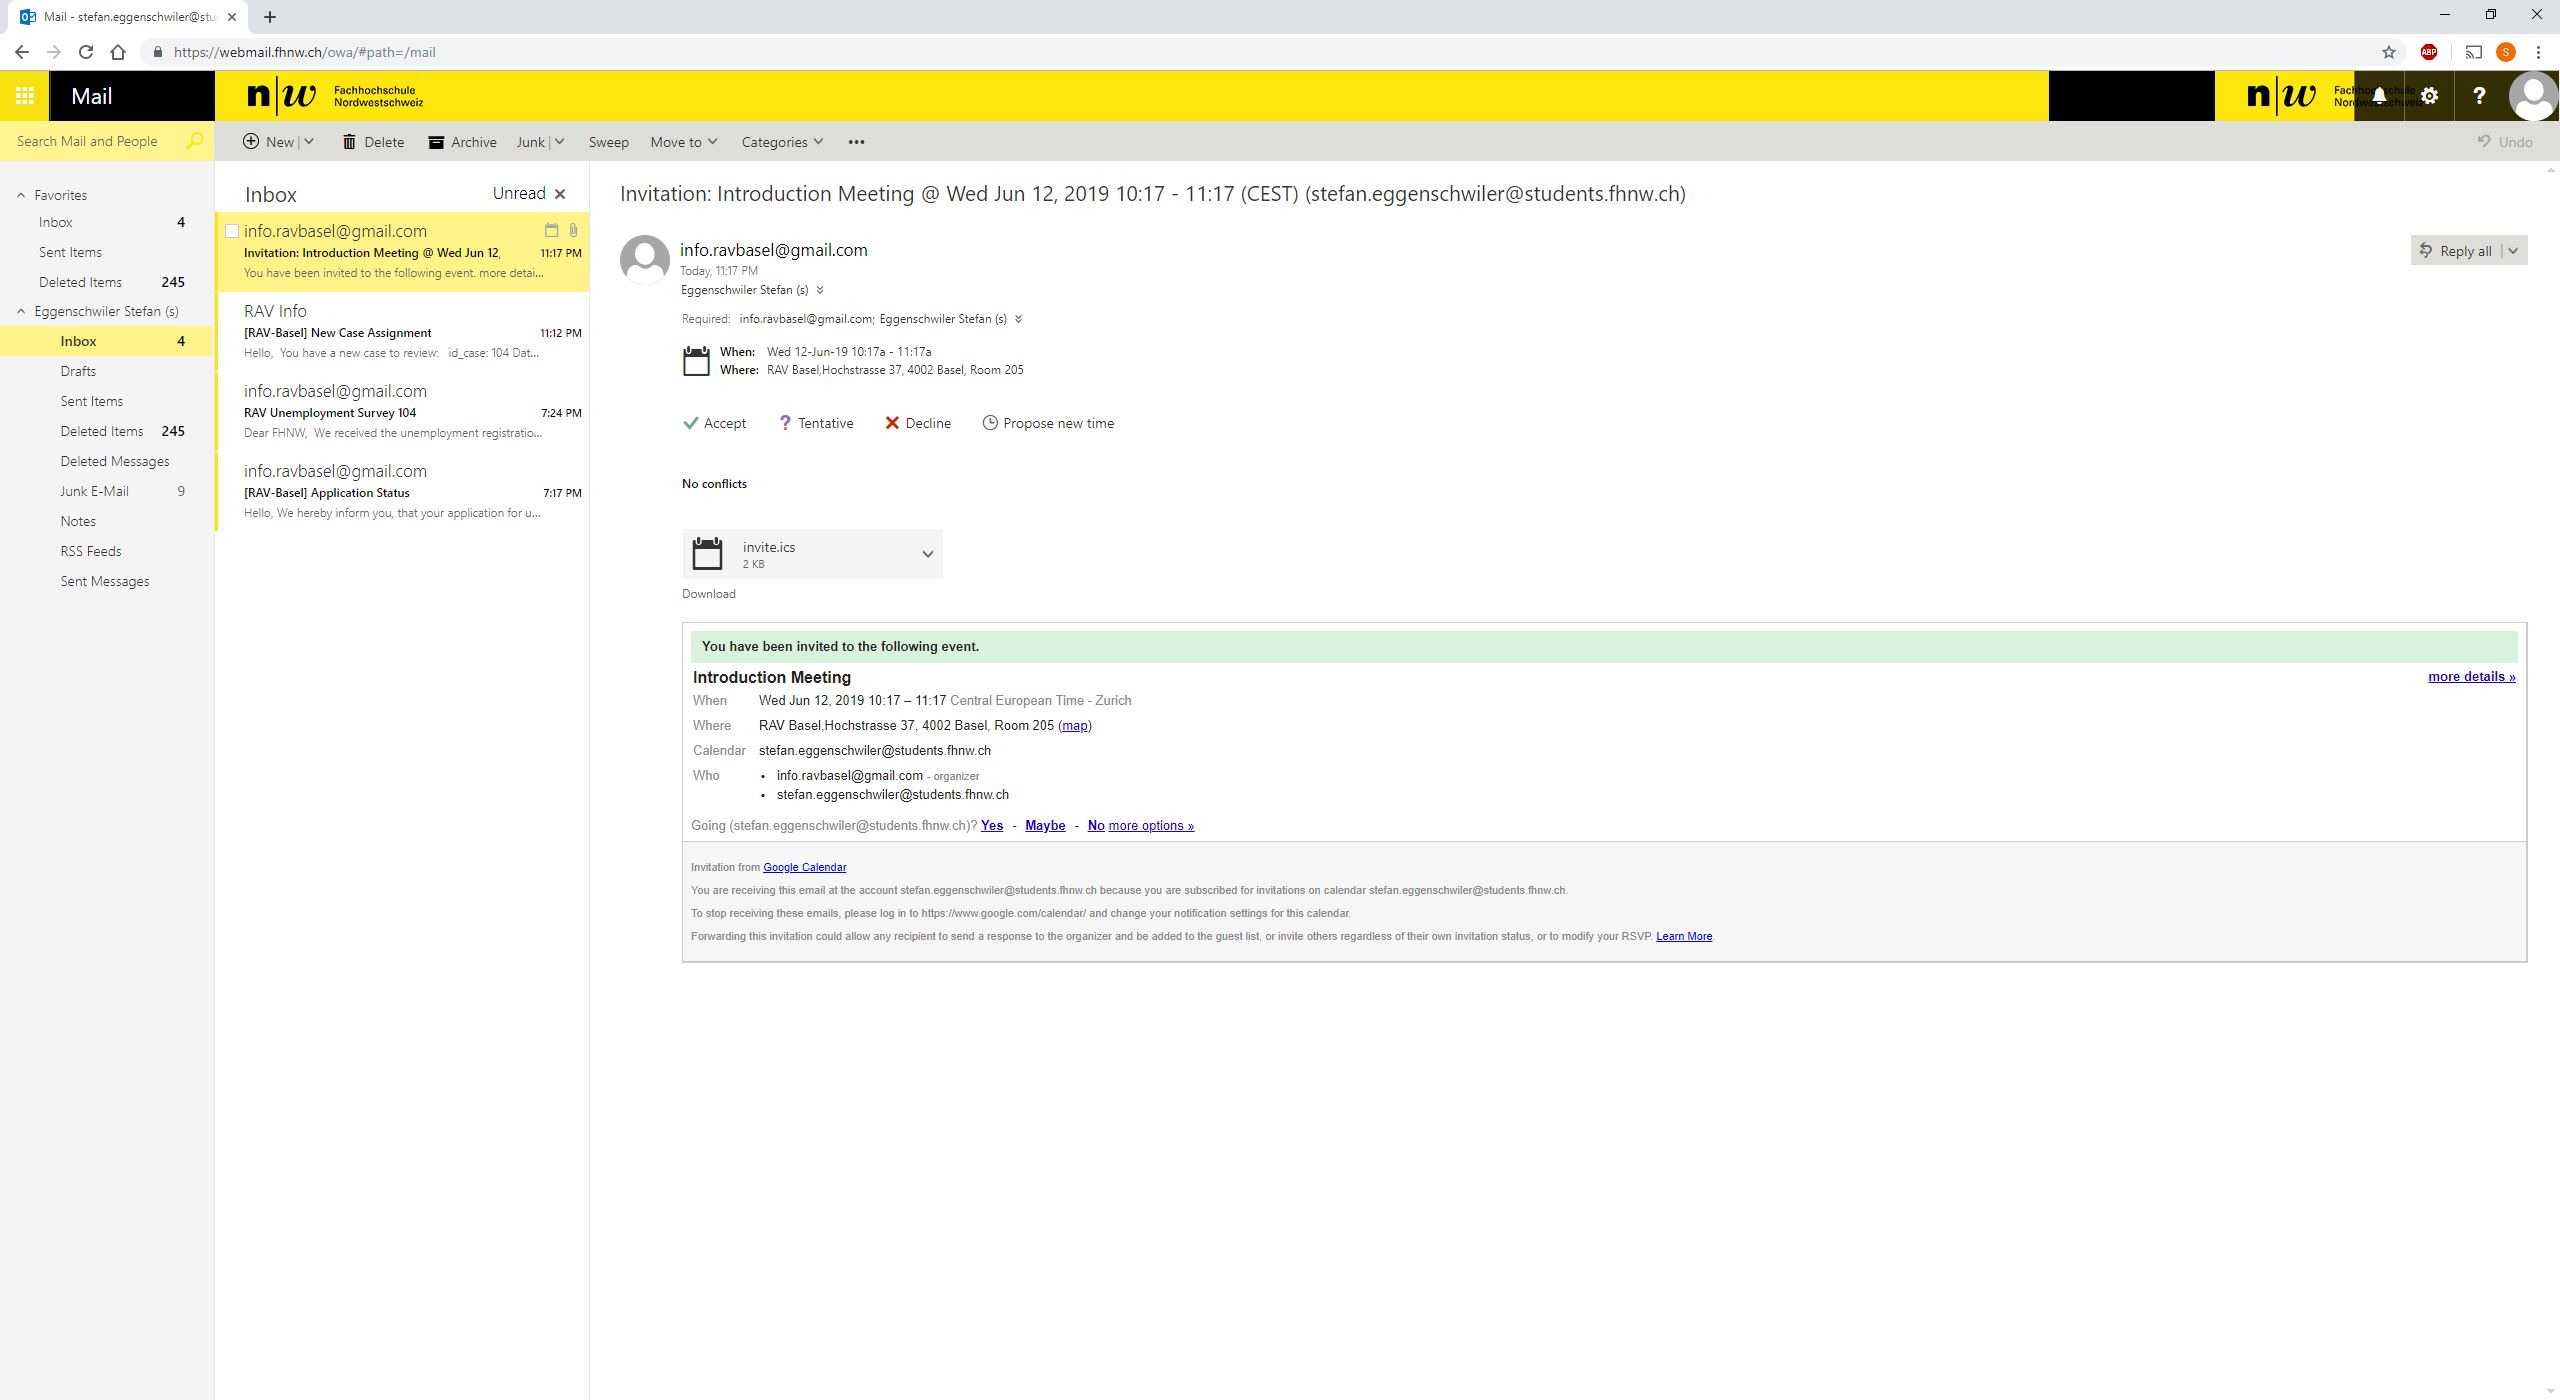 Mail - stefan.eggenschwiler@stu
https://webmail.fhnw.ch/owa/#path=/mail
ABP
S
Mail
n|w Fachhochschule
Nordwestschweiz
n|w
?
Search Mail and People
New
Delete
Archive
Junk
Sweep
Move to
Categories
Undo
Favorites
Inbox 4
Sent Items
Deleted Items 245
Eggenschwiler Stefan (s)
Inbox 4
Drafts
Sent Items
Deleted Items 245
Deleted Messages
Junk E-Mail 9
Notes
RSS Feeds
Sent Messages
Inbox Unread
info.ravbasel@gmail.com
Invitation: Introduction Meeting @ Wed Jun 12, 11:17 PM
You have been invited to the following event. more detai...
RAV Info
[RAV-Basel] New Case Assignment 11:12 PM
Hello, You have a new case to review: id_case: 104 Dat...
info.ravbasel@gmail.com
RAV Unemployment Survey 104 7:24 PM
Dear FHNW, We received the unemployment registratio...
info.ravbasel@gmail.com
[RAV-Basel] Application Status 7:17 PM
Hello, We hereby inform you, that your application for u...
Invitation: Introduction Meeting @ Wed Jun 12, 2019 10:17 - 11:17 (CEST) (stefan.eggenschwiler@students.fhnw.ch)
info.ravbasel@gmail.com
Reply all
Today, 11:17 PM
Eggenschwiler Stefan (s)
Required: info.ravbasel@gmail.com; Eggenschwiler Stefan (s)
When: Wed 12-Jun-19 10:17a - 11:17a
Where: RAV Basel,Hochstrasse 37, 4002 Basel, Room 205
Accept ? Tentative Decline Propose new time
No conflicts
invite.ics
2 KB
Download
You have been invited to the following event.
Introduction Meeting
more details »
When Wed Jun 12, 2019 10:17 – 11:17 Central European Time - Zurich
Where RAV Basel,Hochstrasse 37, 4002 Basel, Room 205 (map)
Calendar stefan.eggenschwiler@students.fhnw.ch
Who • info.ravbasel@gmail.com - organizer
• stefan.eggenschwiler@students.fhnw.ch
Going (stefan.eggenschwiler@students.fhnw.ch)? Yes - Maybe - No more options »
Invitation from Google Calendar
You are receiving this email at the account stefan.eggenschwiler@students.fhnw.ch because you are subscribed for invitations on calendar stefan.eggenschwiler@students.fhnw.ch.
To stop receiving these emails, please log in to https://www.google.com/calendar/ and change your notification settings for this calendar.
Forwarding this invitation could allow any recipient to send a response to the organizer and be added to the guest list, or invite others regardless of their own invitation status, or to modify your RSVP. Learn More.